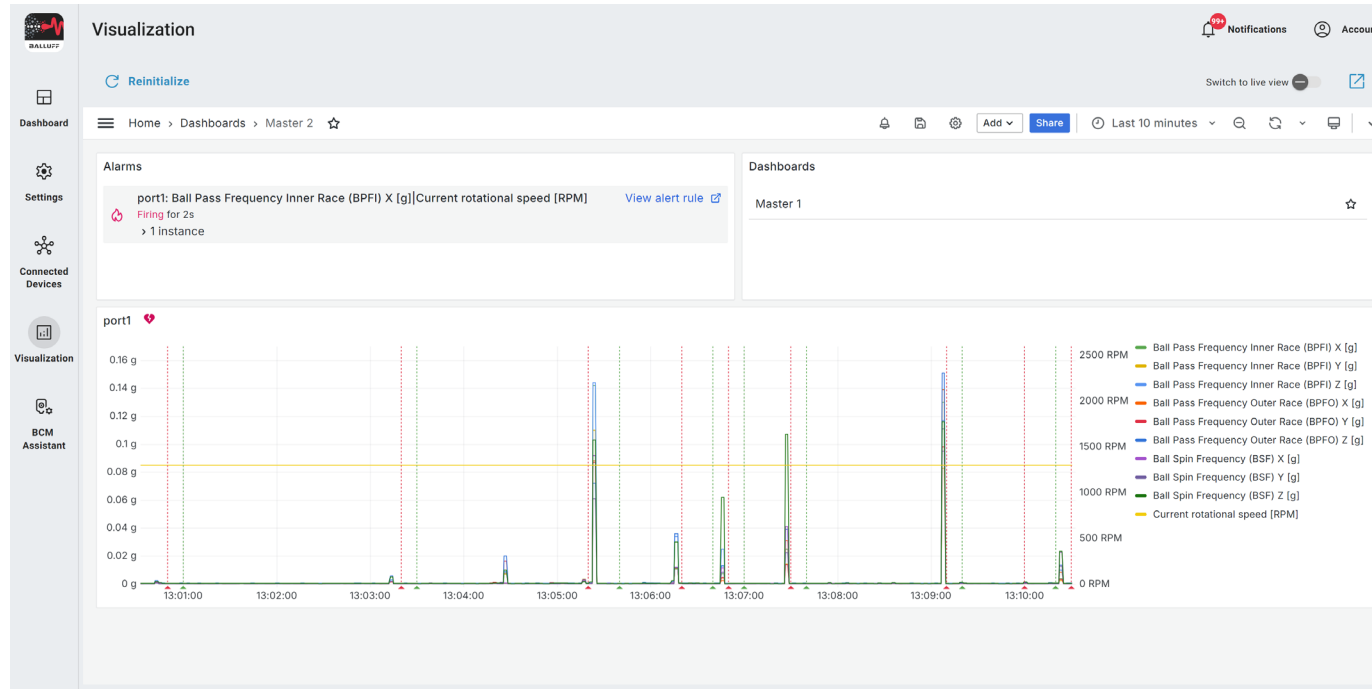 BALLUFF
Visualization
99+
Notifications
Reinitialize
Switch to live view
Dashboard
Home › Dashboards › Master 2
Add
Share
Last 10 minutes
Settings
Connected
Devices
Visualization
BCM
Assistant
Alarms
port1: Ball Pass Frequency Inner Race (BPFI) X [g]|Current rotational speed [RPM]
View alert rule
Firing for 2s
› 1 instance
Dashboards
Master 1
port1
0.16 g
0.14 g
0.12 g
0.1 g
0.08 g
0.06 g
0.04 g
0.02 g
0 g
13:01:00
13:02:00
13:03:00
13:04:00
13:05:00
13:06:00
13:07:00
13:08:00
13:09:00
13:10:00
2500 RPM
2000 RPM
1500 RPM
1000 RPM
500 RPM
0 RPM
Ball Pass Frequency Inner Race (BPFI) X [g]
Ball Pass Frequency Inner Race (BPFI) Y [g]
Ball Pass Frequency Inner Race (BPFI) Z [g]
Ball Pass Frequency Outer Race (BPFO) X [g]
Ball Pass Frequency Outer Race (BPFO) Y [g]
Ball Pass Frequency Outer Race (BPFO) Z [g]
Ball Spin Frequency (BSF) X [g]
Ball Spin Frequency (BSF) Y [g]
Ball Spin Frequency (BSF) Z [g]
Current rotational speed [RPM]